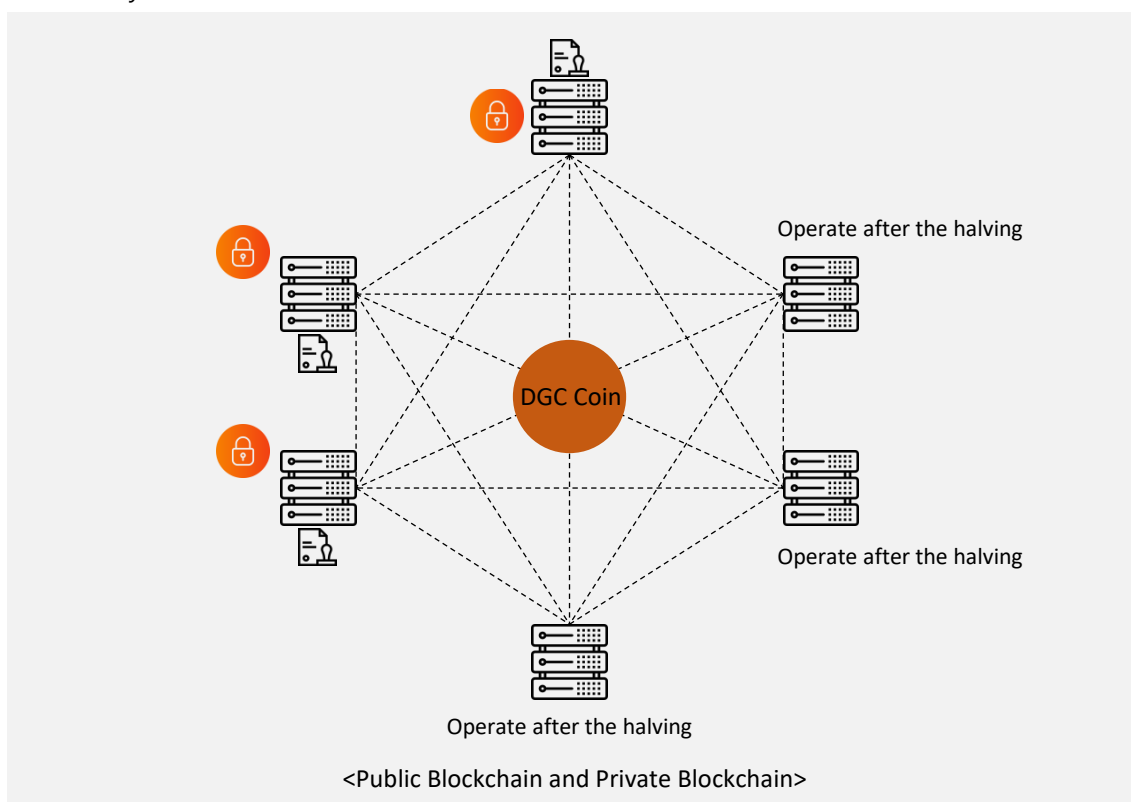 Operate after the halving
DGC Coin
Operate after the halving
Operate after the halving
<Public Blockchain and Private Blockchain>